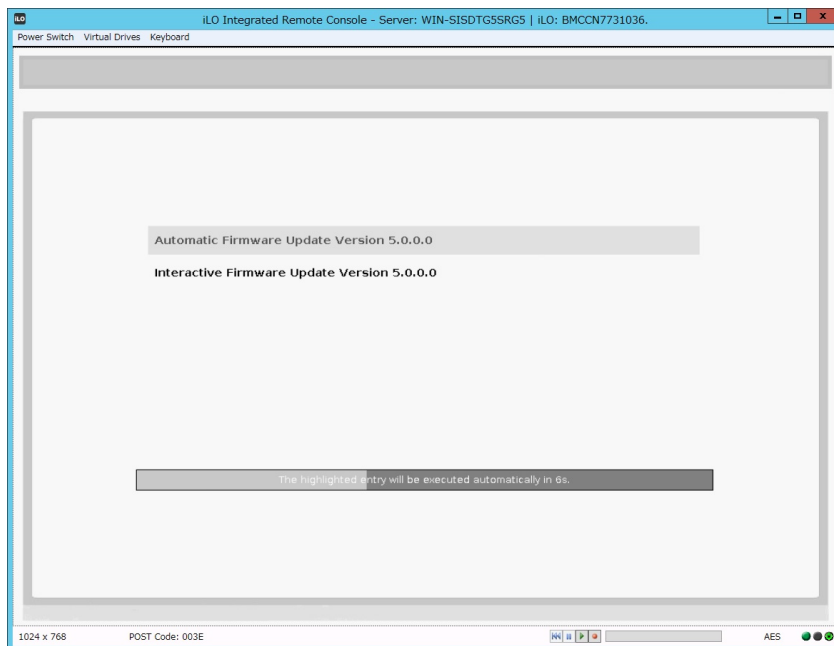 iLO
iLO Integrated Remote Console - Server: WIN-SISDTG5SRG5 | iLO: BMCCN7731036.
Power Switch Virtual Drives Keyboard
Automatic Firmware Update Version 5.0.0.0
Interactive Firmware Update Version 5.0.0.0
The highlighted entry will be executed automatically in 6s.
1024 x 768 POST Code: 003E AES